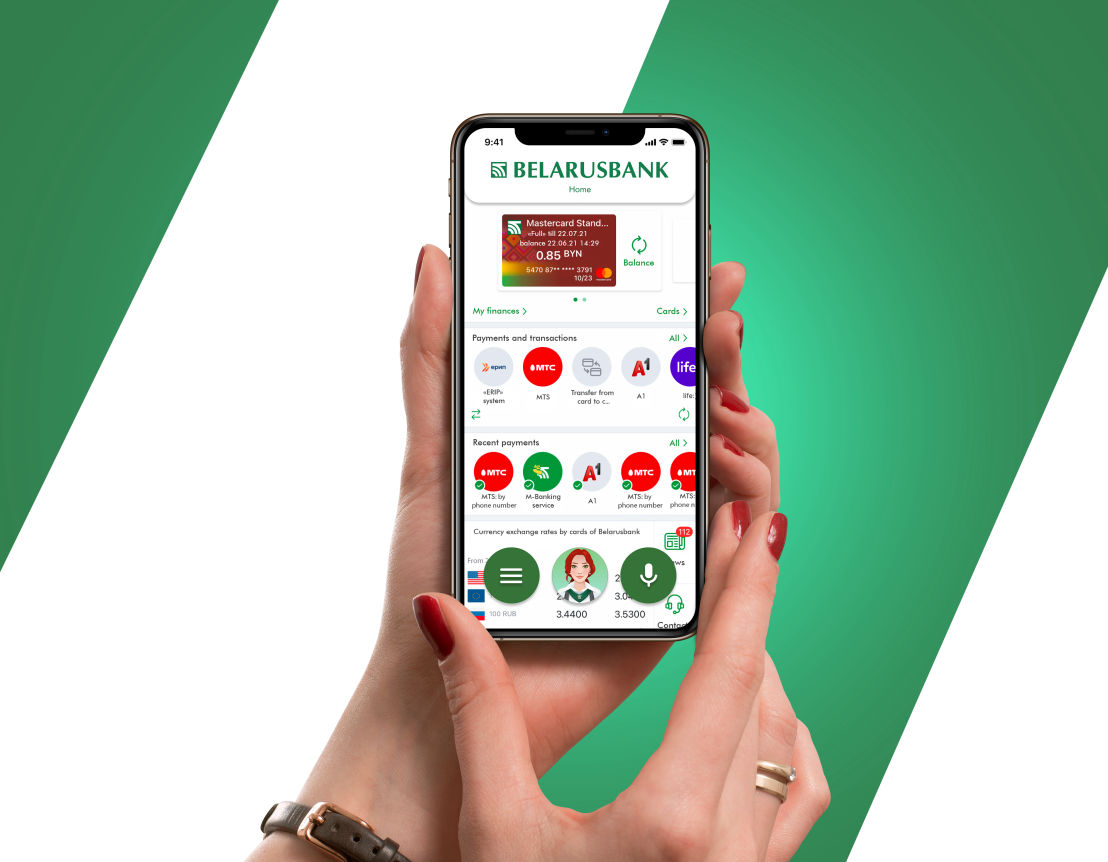 9:41
BELARUSBANK
Home
Mastercard Stand...
«Full» till 22.07.21
balance 22.06.21 14:29
0.85 BYN
5470 87** **** 3791
10/23
Balance
My finances
Cards
Payments and transactions
All
ерип
МТС
A1
life:
«ERIP» system
MTS
Transfer from card to c...
A1
life:
Recent payments
All
МТС
A1
МТС
МТ
MTS: by phone number
M-Banking service
A1
MTS: by phone number
MTS: phone n
Currency exchange rates by cards of Belarusbank
112
From
100 RUB
3.4400
3.5300
Contac